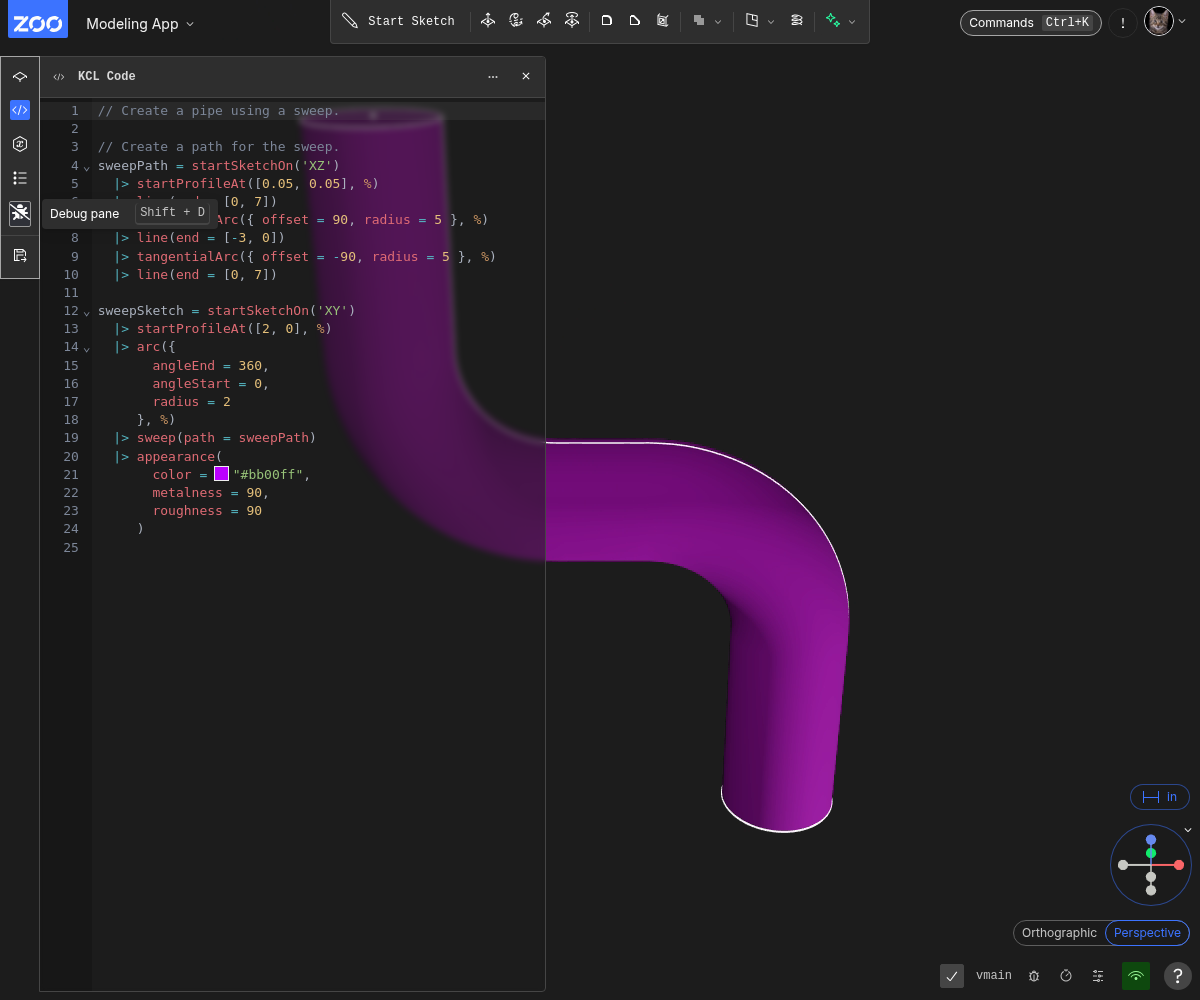 ZOO
Modeling App
Start Sketch
Commands Ctrl+K
!
KCL Code
1 // Create a pipe using a sweep.
2
3 // Create a path for the sweep.
4 sweepPath = startSketchOn('XZ')
5 |> startProfileAt([0.05, 0.05], %)
[0, 7])
Debug pane Shift + D
Arc({ offset = 90, radius = 5 }, %)
8 |> line(end = [-3, 0])
9 |> tangentialArc({ offset = -90, radius = 5 }, %)
10 |> line(end = [0, 7])
11
12 sweepSketch = startSketchOn('XY')
13 |> startProfileAt([2, 0], %)
14 |> arc({
15 angleEnd = 360,
16 angleStart = 0,
17 radius = 2
18 }, %)
19 |> sweep(path = sweepPath)
20 |> appearance(
21 color = "#bb00ff",
22 metalness = 90,
23 roughness = 90
24 )
25
in
Orthographic Perspective
vmain
?